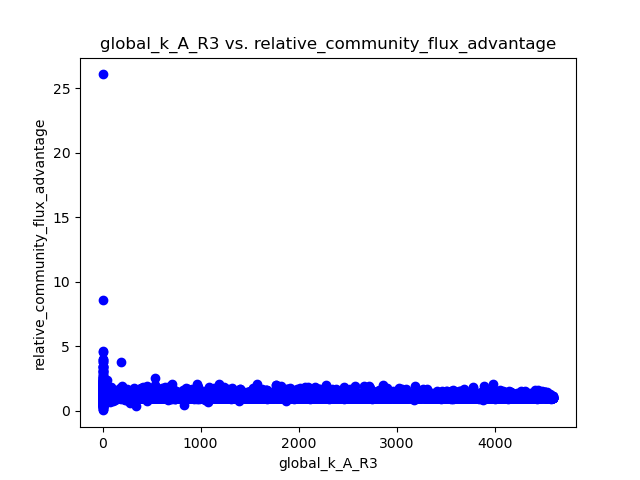 global_k_A_R3 vs. relative_community_flux_advantage
25
20
15
10
5
0
relative_community_flux_advantage
0 1000 2000 3000 4000
global_k_A_R3